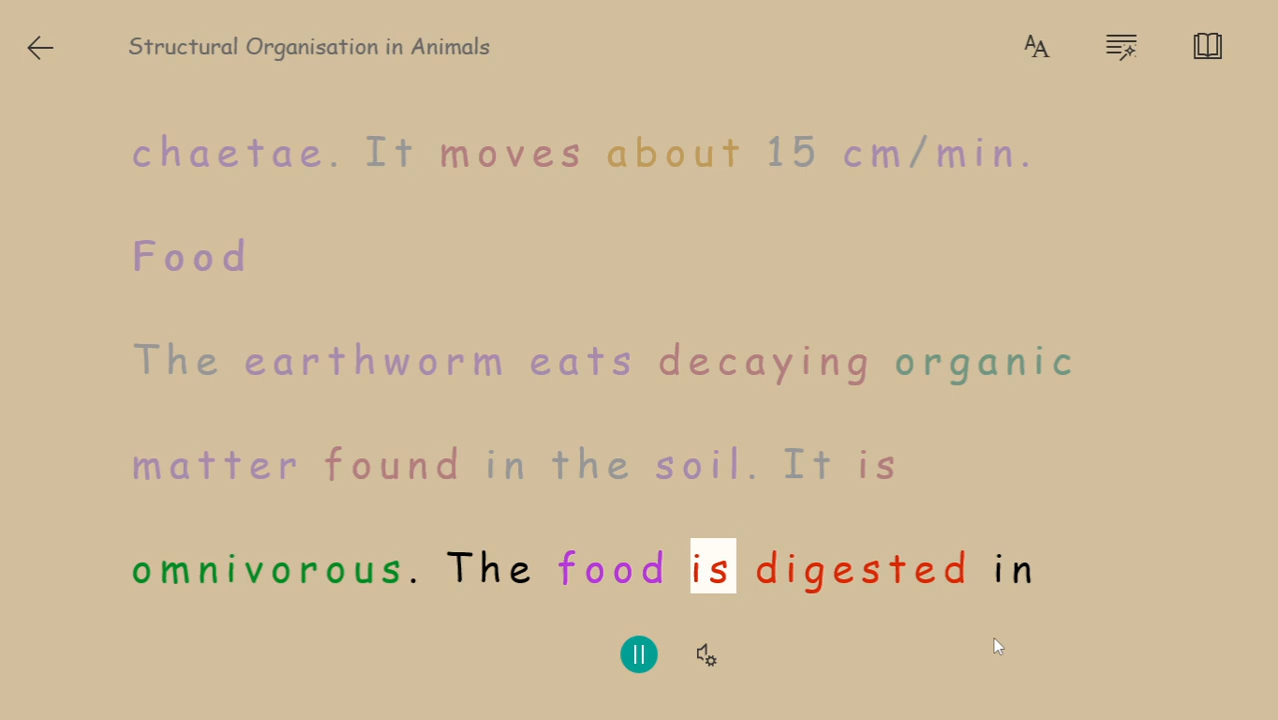 Structural Organisation in Animals
chaetae. It moves about 15 cm/min.
Food
The earthworm eats decaying organic
matter found in the soil. It is
omnivorous. The food is digested in